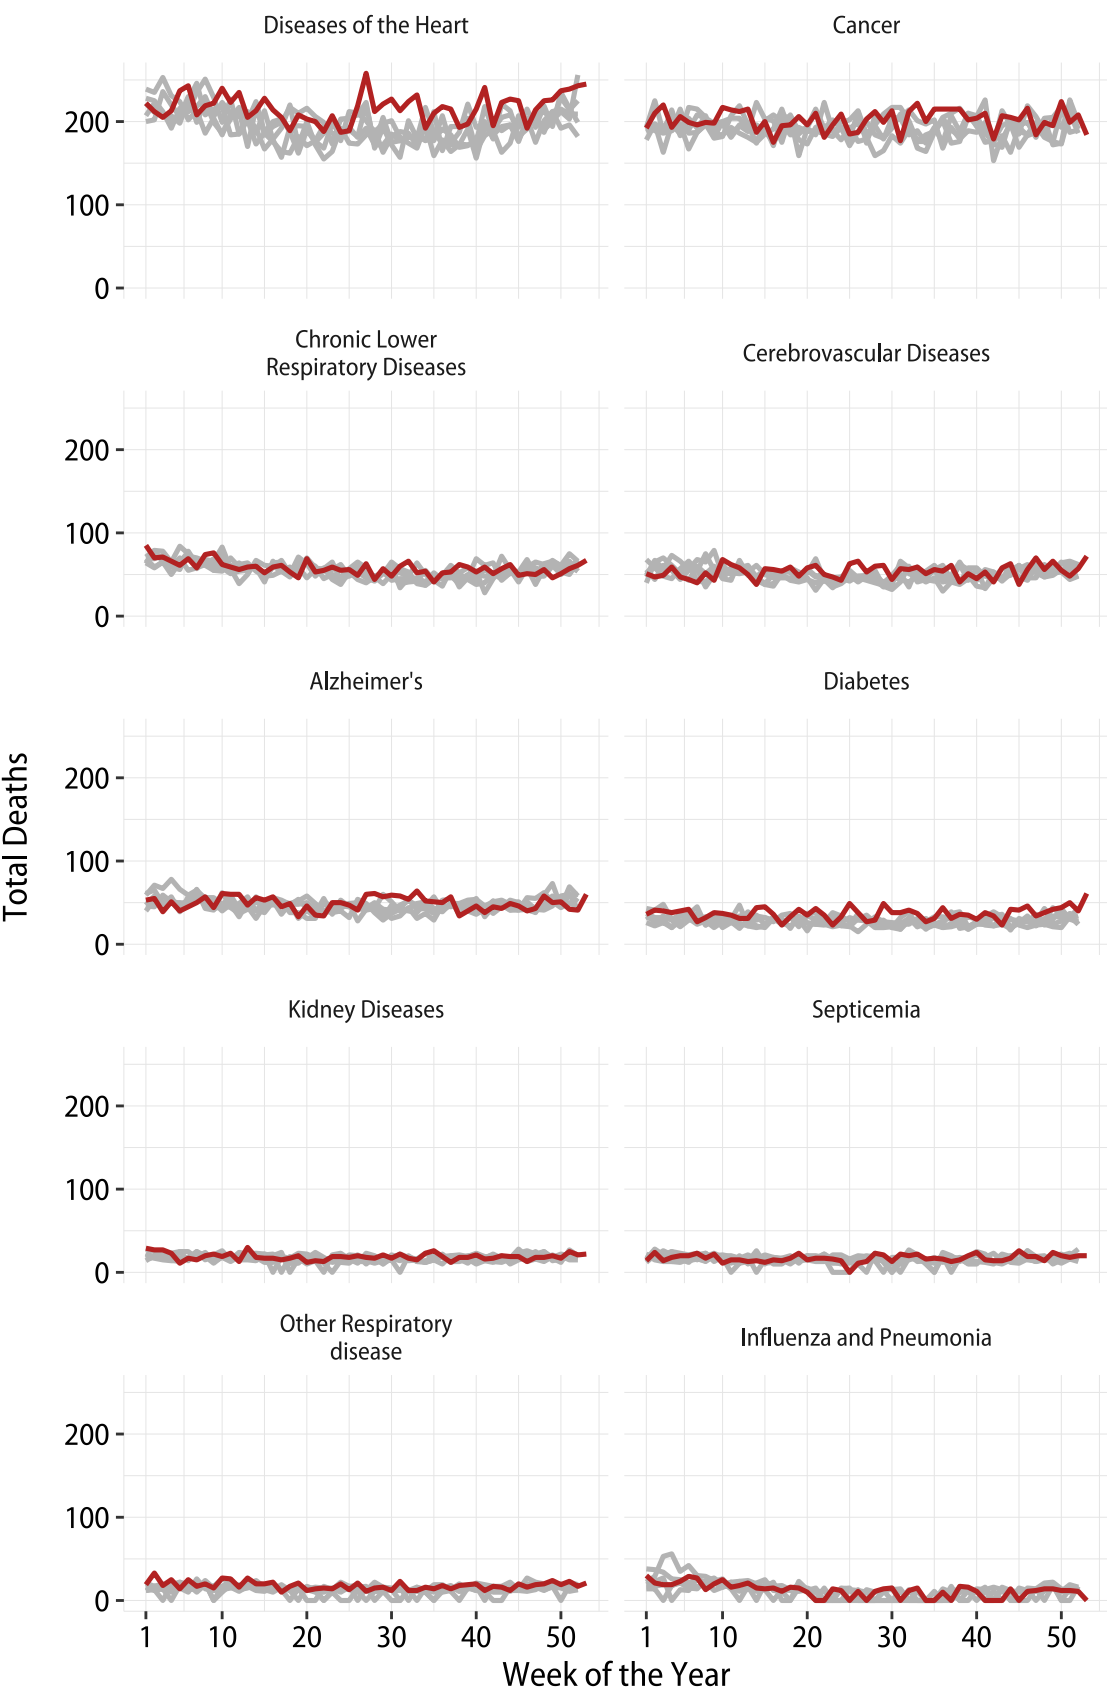 Diseases of the Heart
Cancer
200
100
0
Chronic Lower
Respiratory Diseases
Cerebrovascular Diseases
200
100
0
Alzheimer's
Diabetes
200
100
0
Total Deaths
Kidney Diseases
Septicemia
200
100
0
Other Respiratory
disease
Influenza and Pneumonia
200
100
0
1 10 20 30 40 50
1 10 20 30 40 50
Week of the Year